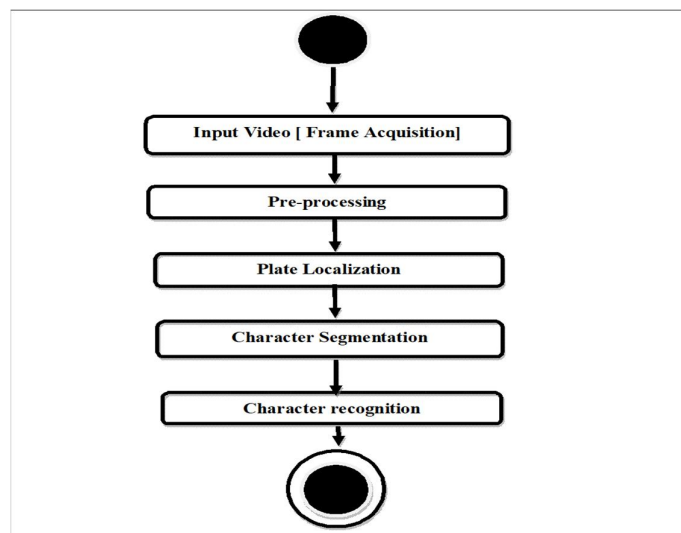 Input Video [ Frame Acquisition]
Pre-processing
Plate Localization
Character Segmentation
Character recognition